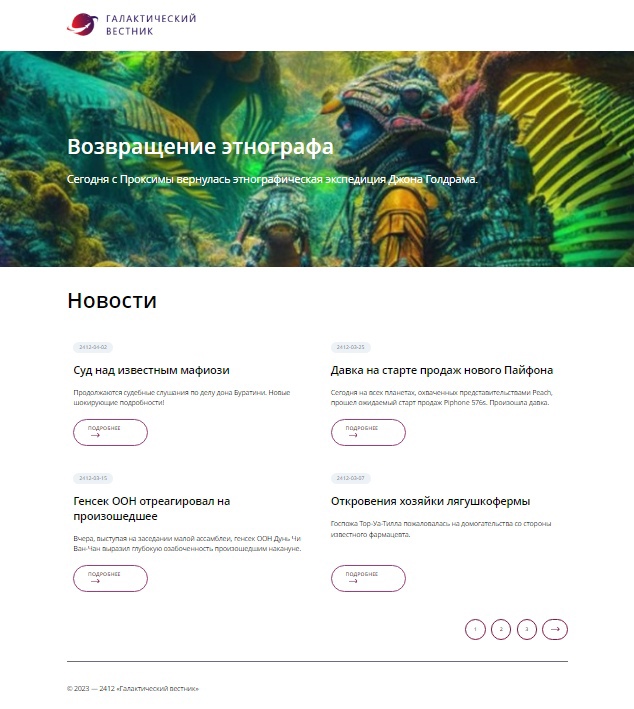 ГАЛАКТИЧЕСКИЙ
ВЕСТНИК
Возвращение этнографа
Сегодня с Проксимы вернулась этнографическая экспедиция Джона Голдрама.
Новости
2412-04-02
Суд над известным мафиози
Продолжаются судебные слушания по делу дона Буратини. Новые
шокирующие подробности!
ПОДРОБНЕЕ
→
2412-03-25
Давка на старте продаж нового Пайфона
Сегодня на всех планетах, охваченных представительствами Peach,
прошел ожидаемый старт продаж Piphone 576s. Произошла давка.
ПОДРОБНЕЕ
→
2412-03-15
Генсек ООН отреагировал на
произошедшее
Вчера, выступая на заседании малой ассамблеи, генсек ООН Дунь Чи
Ван-Чан выразил глубокую озабоченность произошедшим накануне.
ПОДРОБНЕЕ
→
2412-03-07
Откровения хозяйки лягушкофермы
Госпожа Тор-Уа-Тилла пожаловалась на домогательства со стороны
известного фармацевта.
ПОДРОБНЕЕ
→
1 2 3 →
© 2023 — 2412 «Галактический вестник»